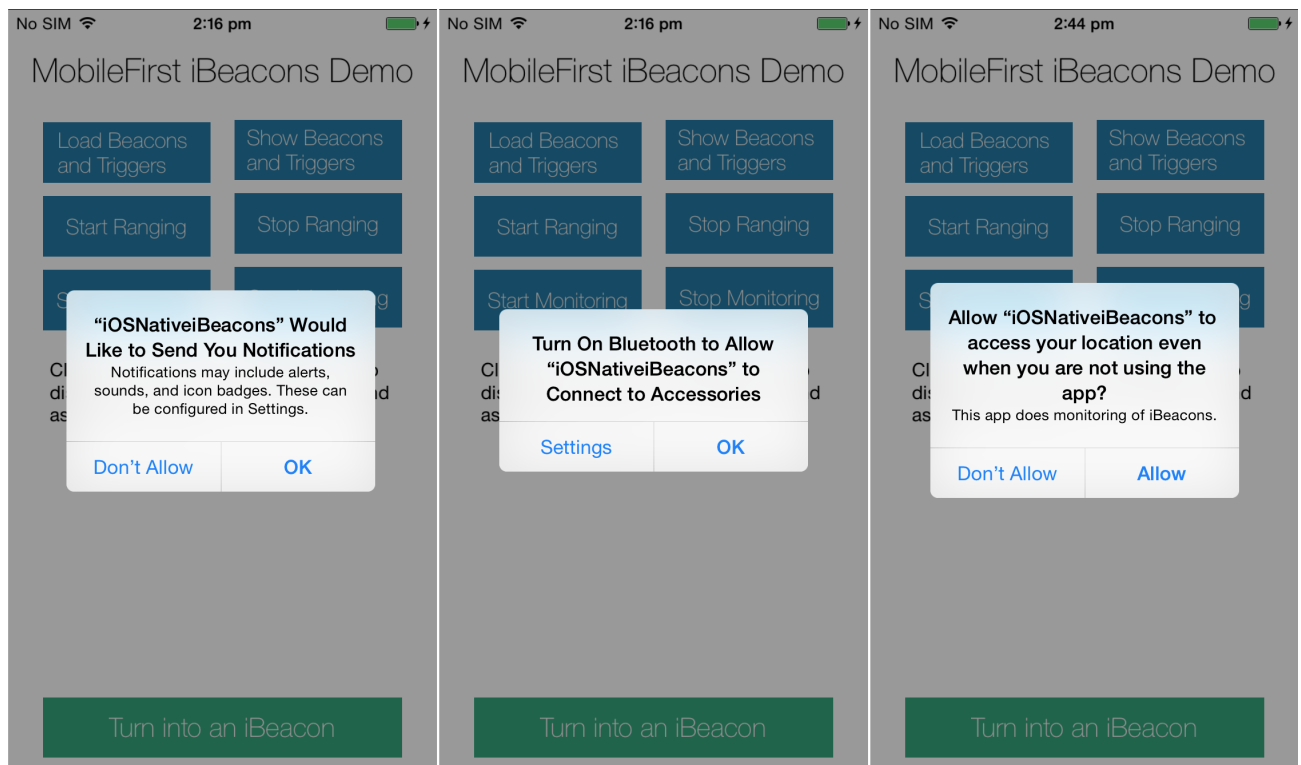 No SIM 2:16 pm
MobileFirst iBeacons Demo
Load Beacons
and Triggers
Show Beacons
and Triggers
Start Ranging
Stop Ranging
“iOSNativeiBeacons” Would
Like to Send You Notifications
Notifications may include alerts,
sounds, and icon badges. These can
be configured in Settings.
Don’t Allow
OK
Turn into an iBeacon
No SIM 2:16 pm
MobileFirst iBeacons Demo
Load Beacons
and Triggers
Show Beacons
and Triggers
Start Ranging
Stop Ranging
Start Monitoring
Stop Monitoring
Turn On Bluetooth to Allow
“iOSNativeiBeacons” to
Connect to Accessories
Settings
OK
Turn into an iBeacon
No SIM 2:44 pm
MobileFirst iBeacons Demo
Load Beacons
and Triggers
Show Beacons
and Triggers
Start Ranging
Stop Ranging
Allow “iOSNativeiBeacons” to
access your location even
when you are not using the
app?
This app does monitoring of iBeacons.
Don’t Allow
Allow
Turn into an iBeacon